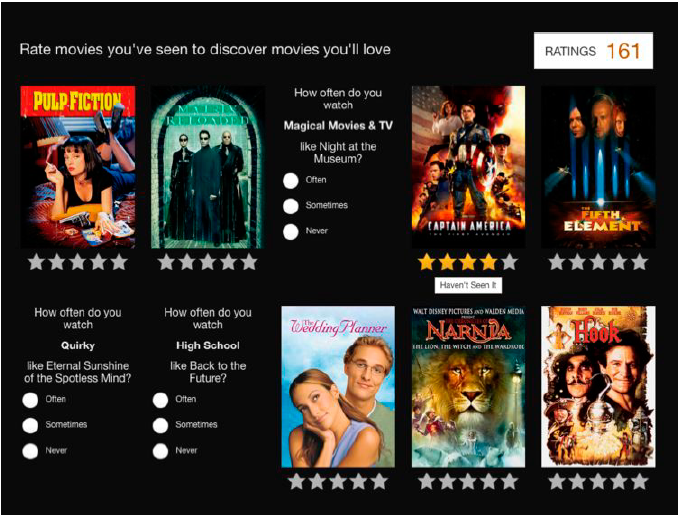 Rate movies you've seen to discover movies you'll love
RATINGS 161
PULP FICTION
RELOADED
How often do you
watch
Magical Movies & TV
like Night at the
Museum?
Often
Sometimes
Never
CAPTAIN AMERICA
THE FIRST AVENGER
THE
FIFTH
ELEMENT
Haven't Seen It
How often do you
watch
Quirky
like Eternal Sunshine
of the Spotless Mind?
Often
Sometimes
Never
How often do you
watch
High School
like Back to the
Future?
Often
Sometimes
Never
The
Wedding Planner
WALT DISNEY PICTURES AND WALDEN MEDIA
PRESENT
THE CHRONICLES OF
NARNIA
THE LION, THE WITCH AND THE WARDROBE
Hook